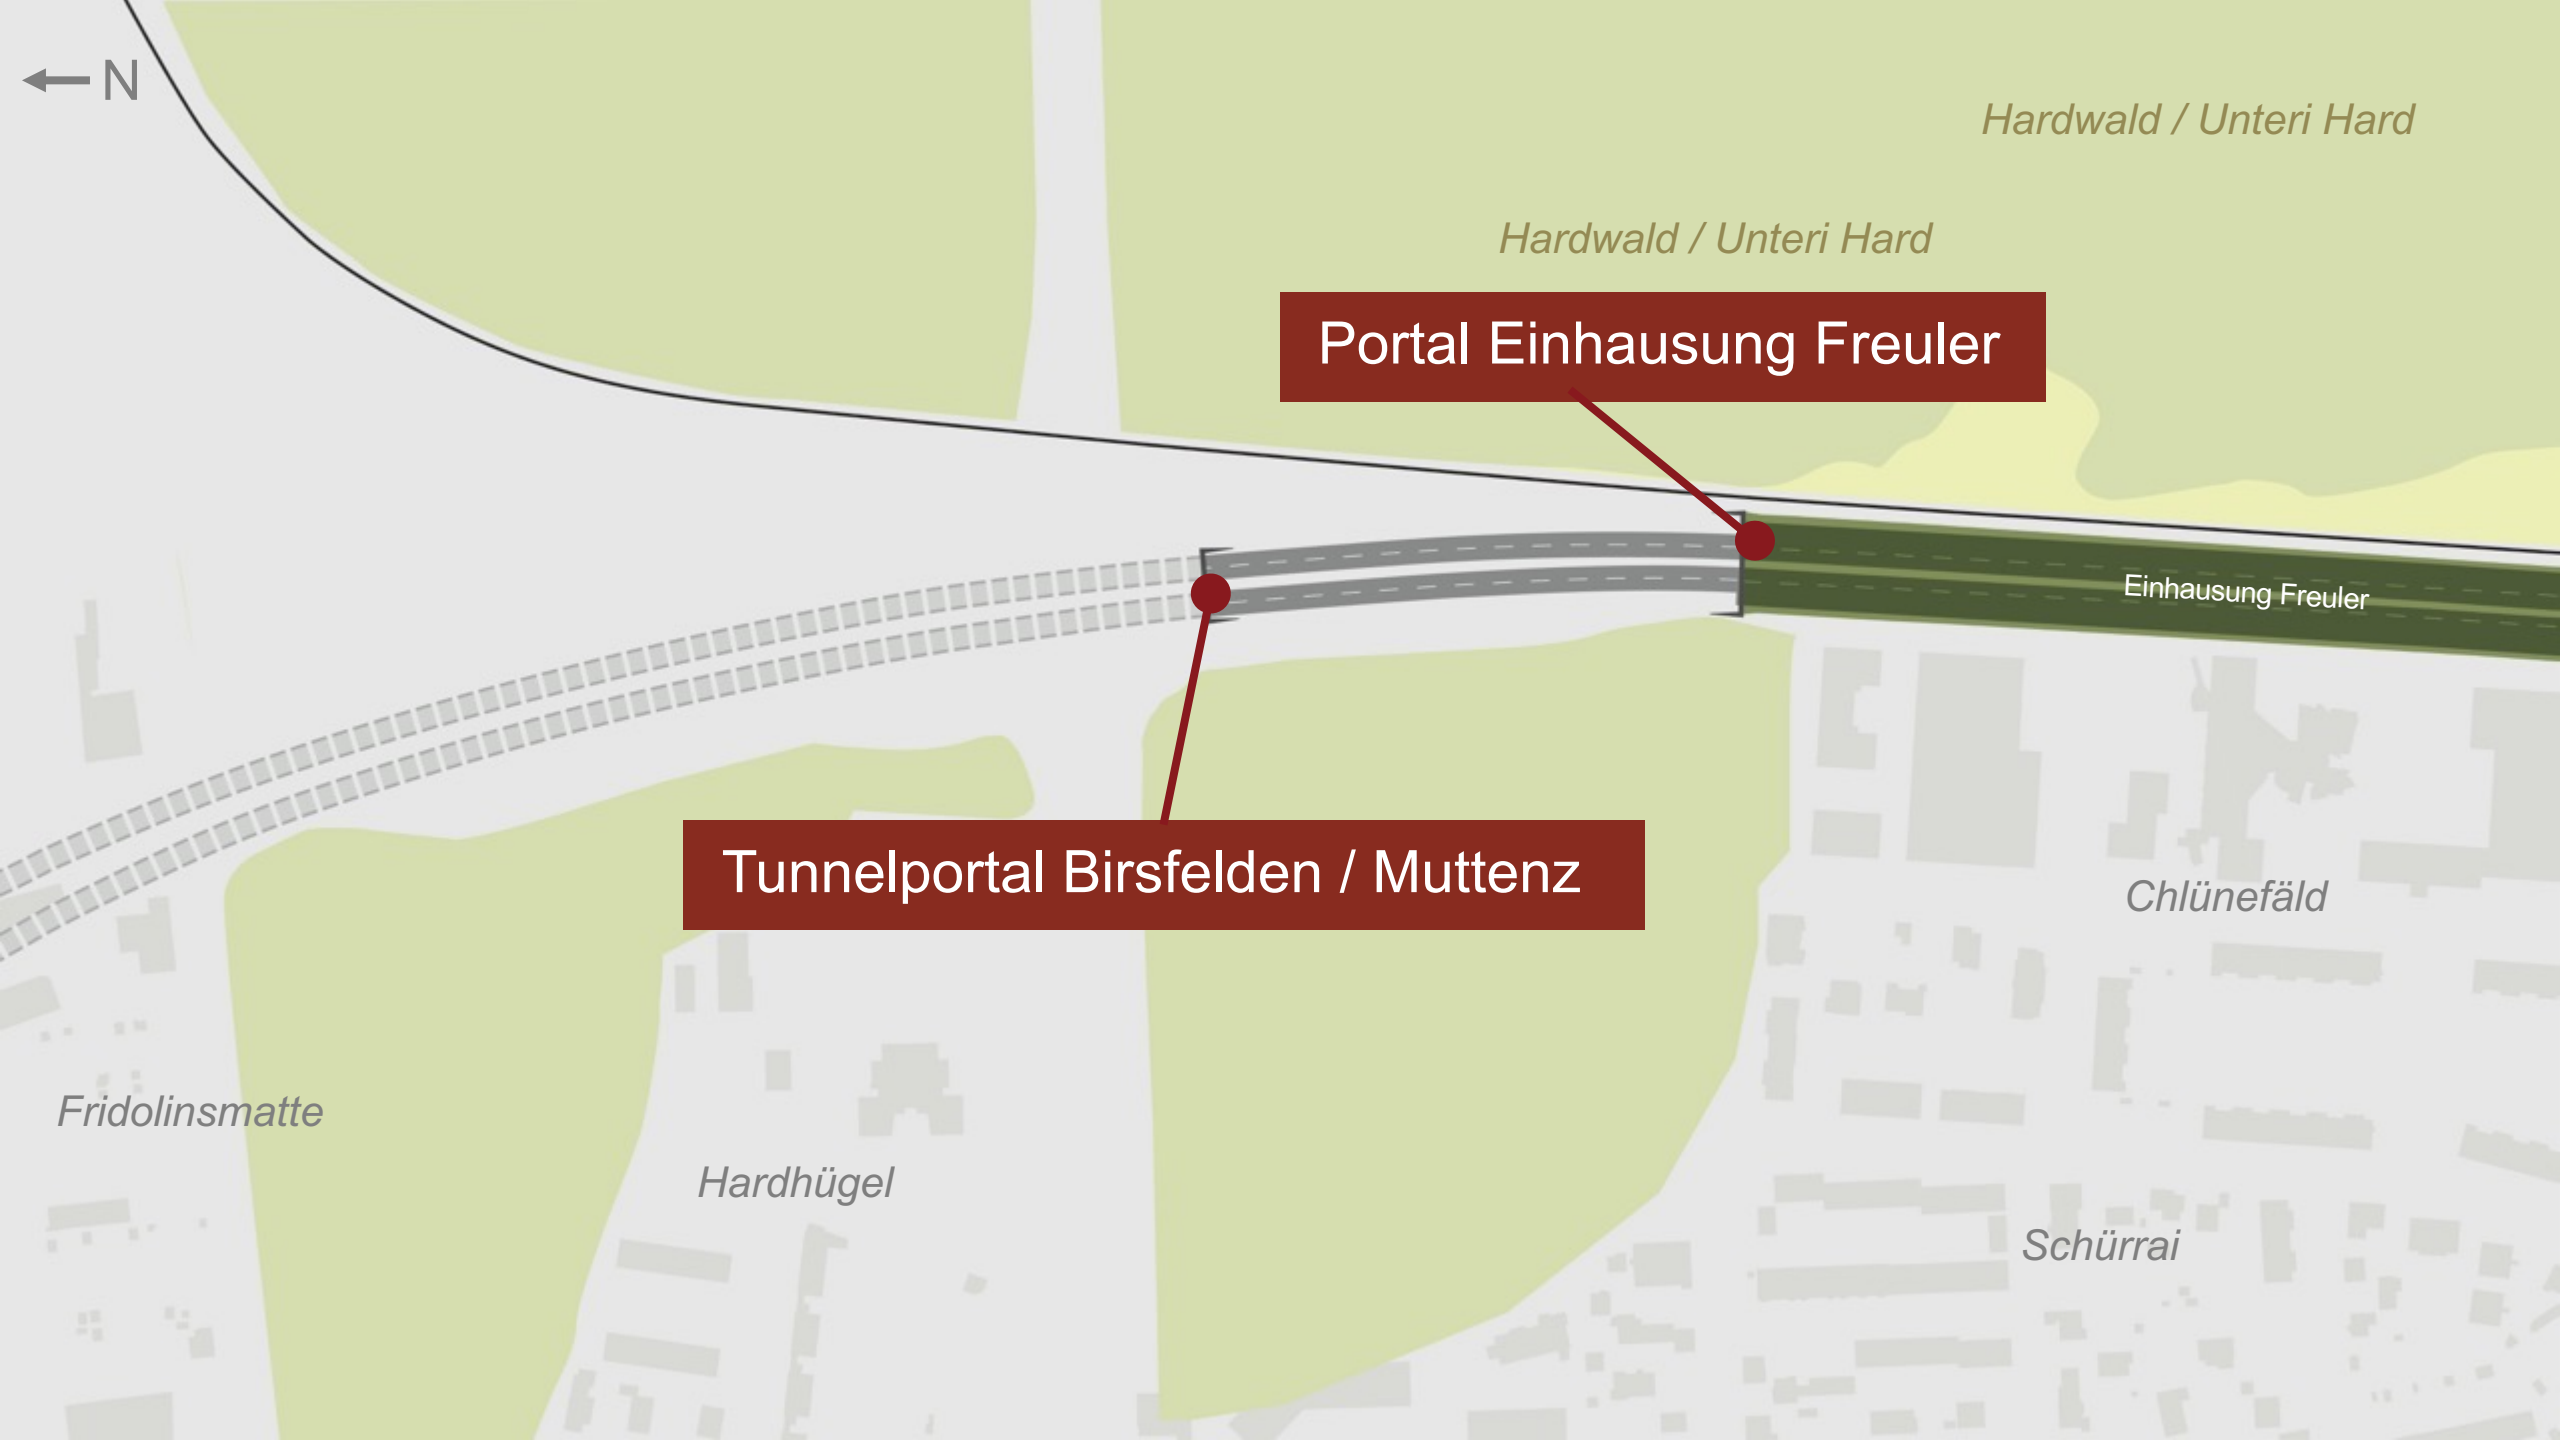 N
Hardwald / Unteri Hard
Hardwald / Unteri Hard
Portal Einhausung Freuler
Einhausung Freuler
Tunnelportal Birsfelden / Muttenz
Chlünefäld
Fridolinsmatte
Hardhügel
Schürrai